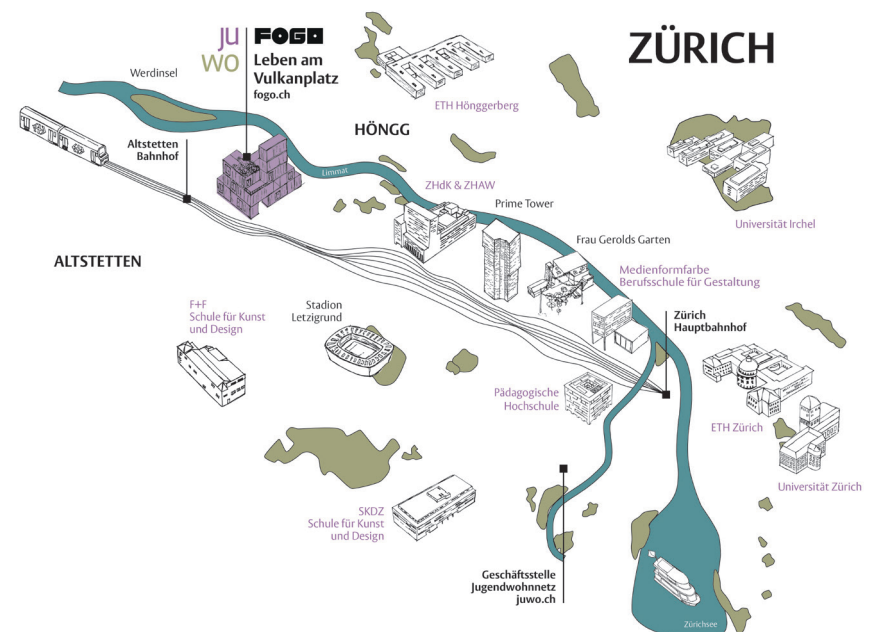 ju
wo
FOGO
Leben am
Vulkanplatz
fogo.ch
ZÜRICH
Werdinsel
ETH Hönggerberg
Altstetten
Bahnhof
HÖNGG
Limmat
ZHdK & ZHAW
Prime Tower
Universität Irchel
Frau Gerolds Garten
ALTSTETTEN
Medienformfarbe
Berufsschule für Gestaltung
F+F
Schule für Kunst
und Design
Stadion
Letzigrund
Zürich
Hauptbahnhof
Pädagogische
Hochschule
ETH Zürich
Universität Zürich
SKDZ
Schule für Kunst
und Design
Geschäftsstelle
Jugendwohnnetz
juwo.ch
Zürichsee